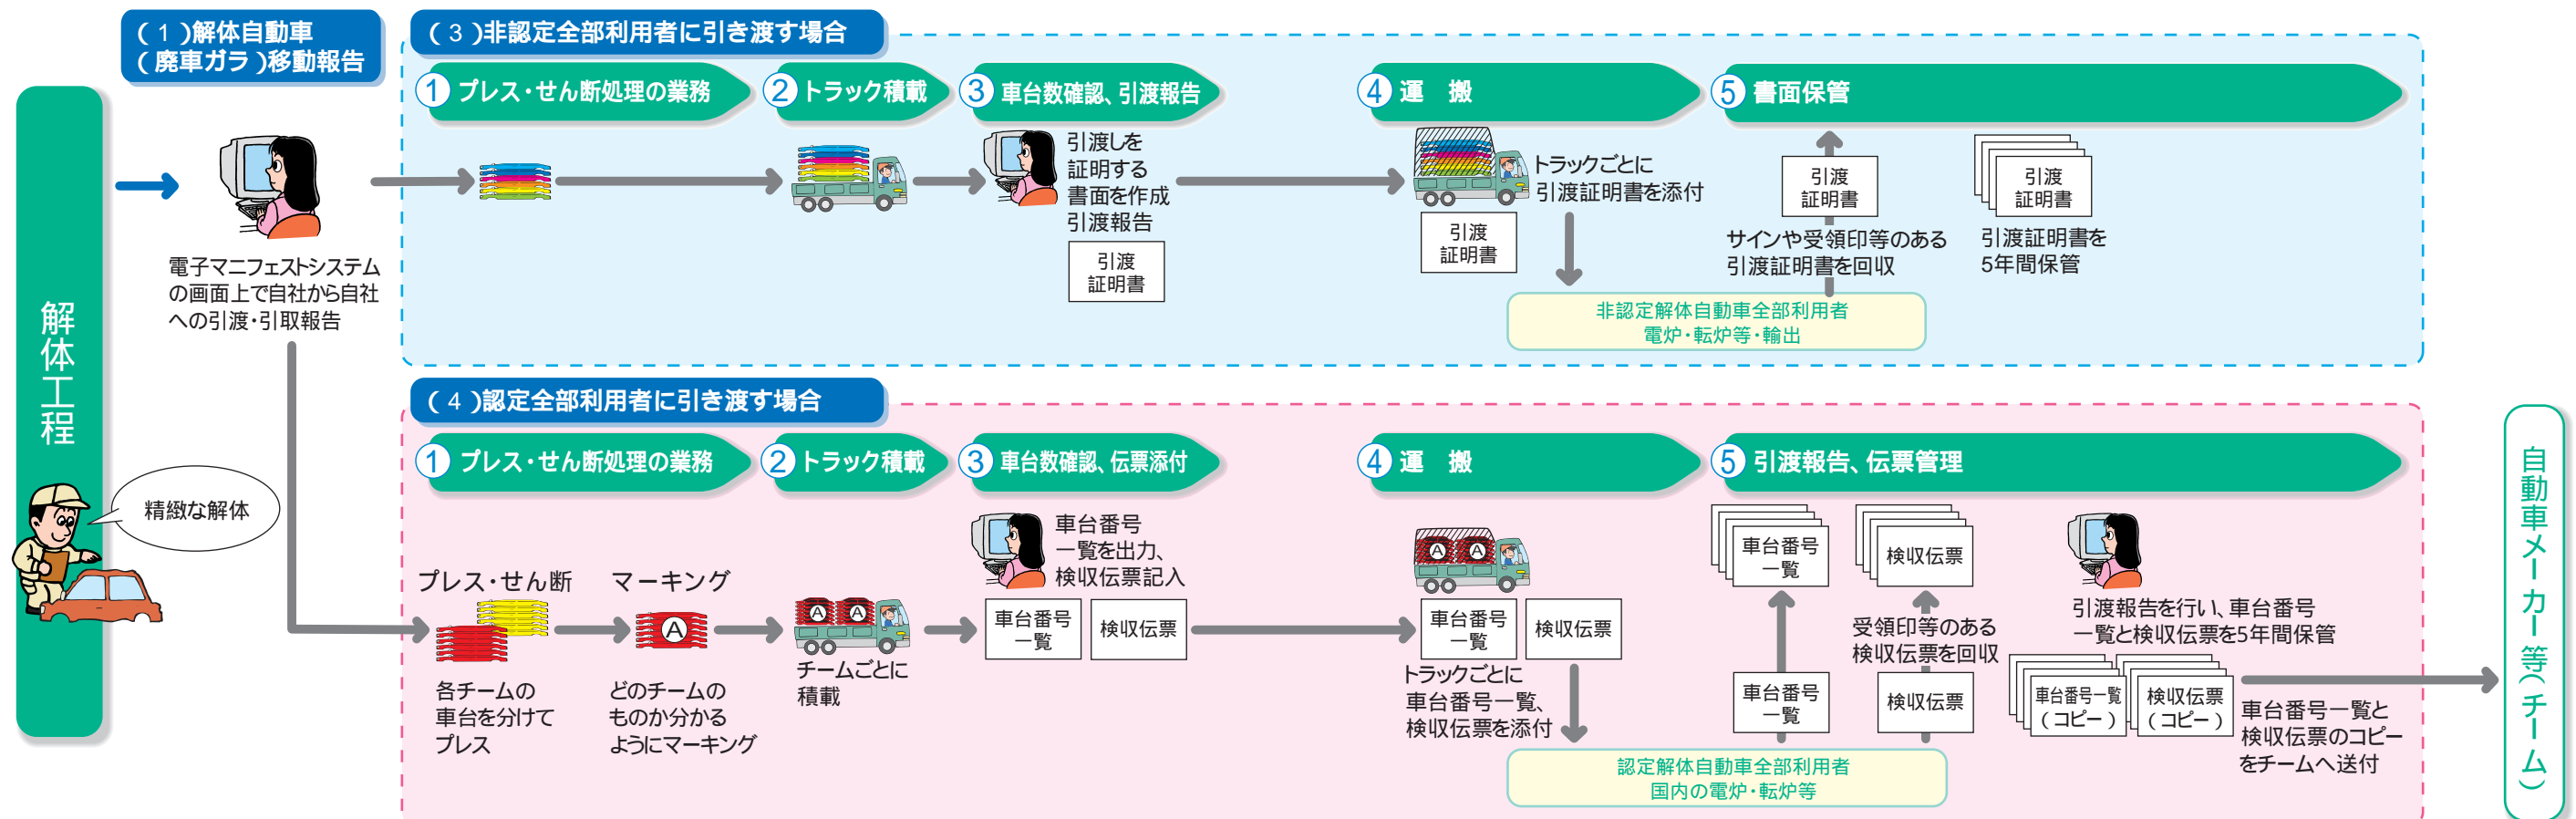 (1)解体自動車
(廃車ガラ)移動報告
解体工程
精緻な解体
電子マニフェストシステム
の画面上で自社から自社
への引渡・引取報告
(3)非認定全部利用者に引き渡す場合
① プレス・せん断処理の業務
② トラック積載
③ 車台数確認、引渡報告
④ 運 搬
⑤ 書面保管
引渡しを
証明する
書面を作成
引渡報告
引渡
証明書
トラックごとに
引渡証明書を添付
引渡
証明書
引渡
証明書
サインや受領印等のある
引渡証明書を回収
引渡
証明書
引渡証明書を
5年間保管
非認定解体自動車全部利用者
電炉・転炉等・輸出
(4)認定全部利用者に引き渡す場合
① プレス・せん断処理の業務
② トラック積載
③ 車台数確認、伝票添付
④ 運 搬
⑤ 引渡報告、伝票管理
プレス・せん断
各チームの
車台を分けて
プレス
マーキング
A
どのチームの
ものか分かる
ようにマーキング
A A
チームごとに
積載
車台番号
一覧を出力、
検収伝票記入
車台番号
一覧
検収伝票
A A
車台番号
一覧
検収伝票
トラックごとに
車台番号一覧、
検収伝票を添付
車台番号
一覧
検収伝票
受領印等のある
検収伝票を回収
車台番号
一覧
検収伝票
引渡報告を行い、車台番号
一覧と検収伝票を5年間保管
車台番号一覧
(コピー)
検収伝票
(コピー)
車台番号一覧と
検収伝票のコピー
をチームへ送付
認定解体自動車全部利用者
国内の電炉・転炉等
自動車メーカー等(チーム)